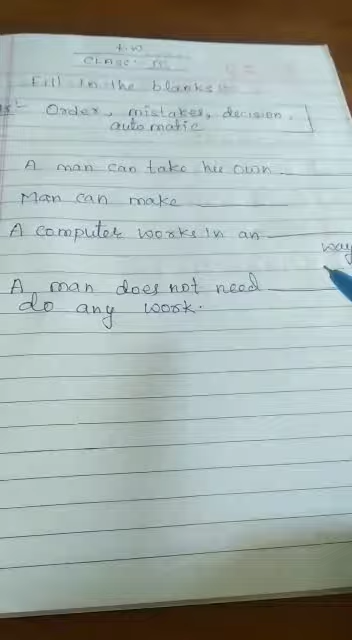 H.W
CLASS:- III
Fill in the blanks:-
Order, mistakes, decision,
automatic
A man can take his own
Man can make
A computer works in an
way
A man does not need
do any work.